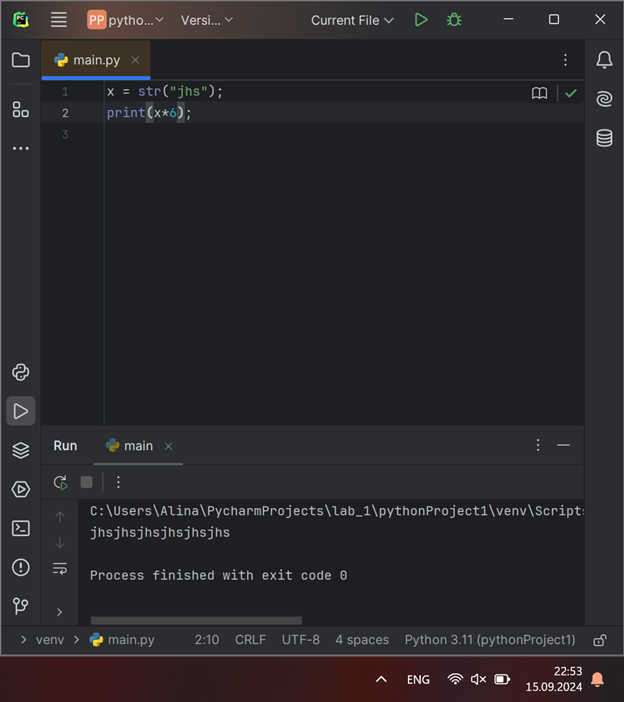 PP pytho... Versi... Current File
main.py
1 x = str("jhs");
2 print(x*6);
3
Run main
C:\Users\Alina\PycharmProjects\lab_1\pythonProject1\venv\Scripts
jhsjhsjhsjhsjhsjhs
Process finished with exit code 0
venv main.py 2:10 CRLF UTF-8 4 spaces Python 3.11 (pythonProject1)
ENG 22:53
15.09.2024